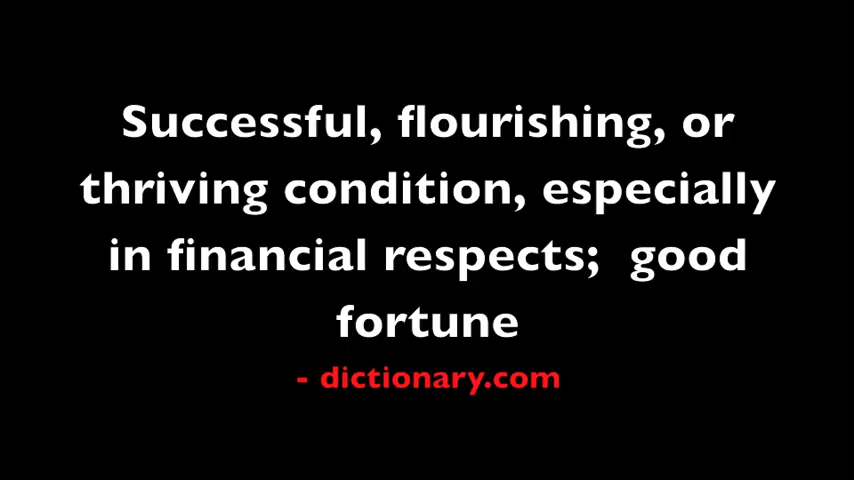 Successful, flourishing, or
thriving condition, especially
in financial respects;  good
fortune
- dictionary.com